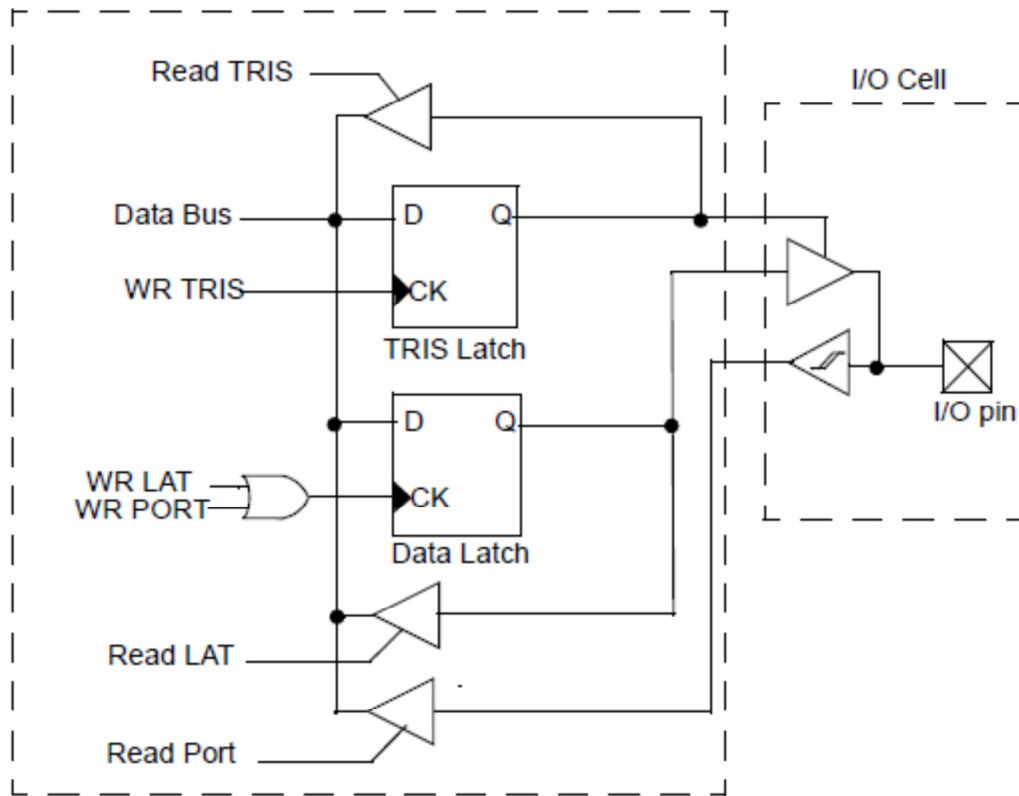 Read TRIS
I/O Cell
Data Bus
D
Q
WR TRIS
CK
TRIS Latch
I/O pin
D
Q
WR LAT
WR PORT
CK
Data Latch
Read LAT
Read Port